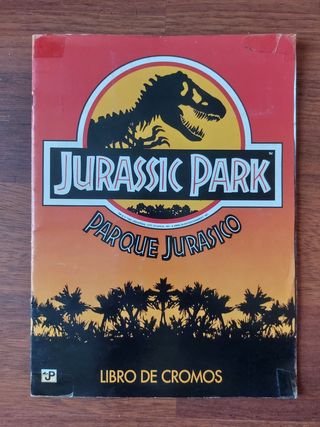 JURASSIC PARK
PARQUE JURASICO
LIBRO DE CROMOS